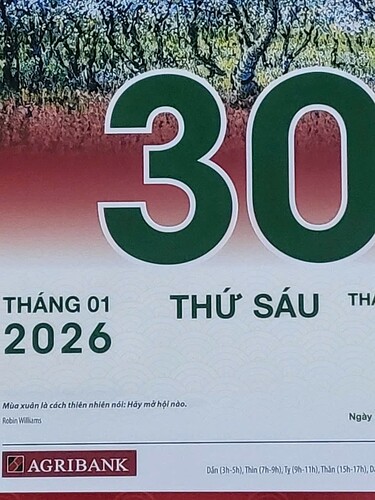 30
THÁNG 01
THỨ SÁU
2026
Mùa xuân là cách thiên nhiên nói: Hãy mở hội nào.
Robin Williams
Ngày
AGRIBANK
Dần (3h-5h), Thìn (7h-9h), Tỵ (9h-11h), Thân (15h-17h),